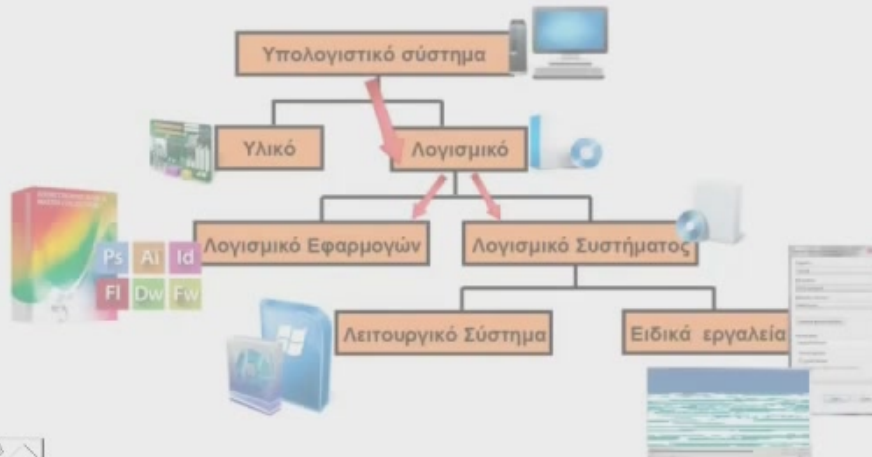 Υπολογιστικό σύστημα
Υλικό
Λογισμικό
Λογισμικό Εφαρμογών
Λογισμικό Συστήματος
Ps Ai Id
Fl Dw Fw
Λειτουργικό Σύστημα
Ειδικά εργαλεία